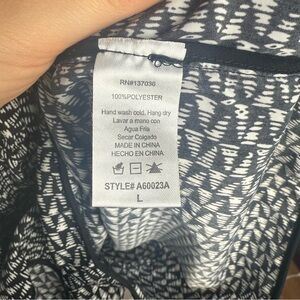 RN#137036
100%POLYESTER
Hand wash cold. Hang dry
Lavar a mano con
Agua Fria
Secar Colgado
MADE IN CHINA
HECHO EN CHINA
STYLE# A60023A
L